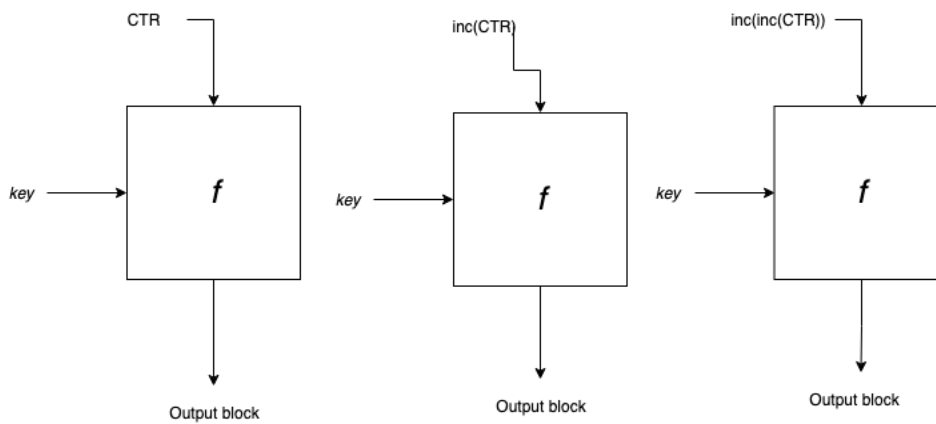 CTR
inc(CTR)
inc(inc(CTR))
key
f
key
f
key
f
Output block
Output block
Output block